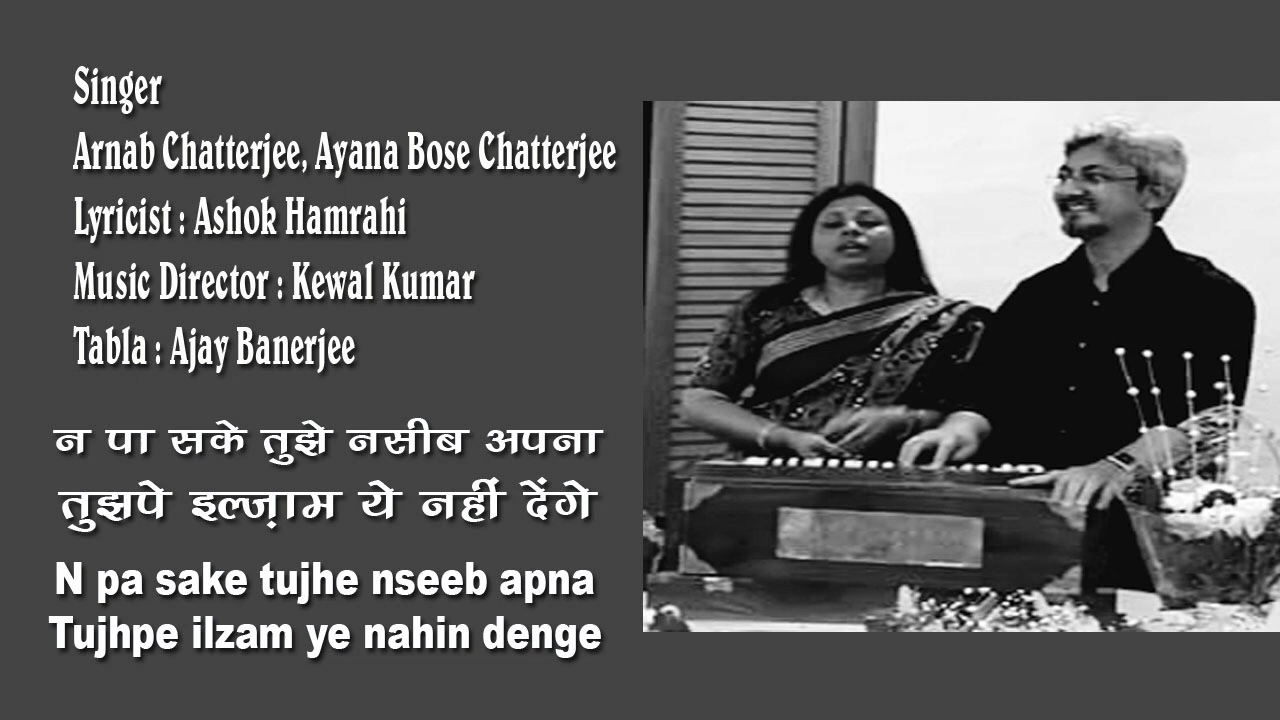 Singer
Arnab Chatterjee, Ayana Bose Chatterjee
Lyricist : Ashok Hamrahi
Music Director : Kewal Kumar
Tabla : Ajay Banerjee
न पा सके तुझे नसीब अपना
तुझपे इल्ज़ाम ये नहीं देंगे
N pa sake tujhe nseeb apna
Tujhpe ilzam ye nahin denge